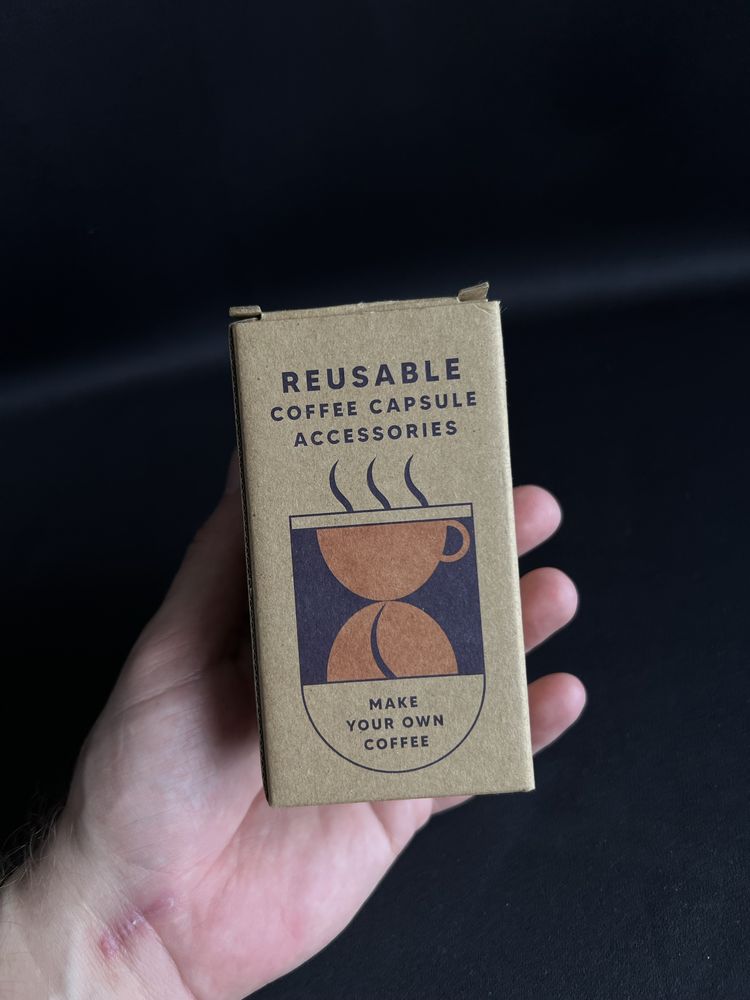 REUSABLE
COFFEE CAPSULE
ACCESSORIES
MAKE
YOUR OWN
COFFEE